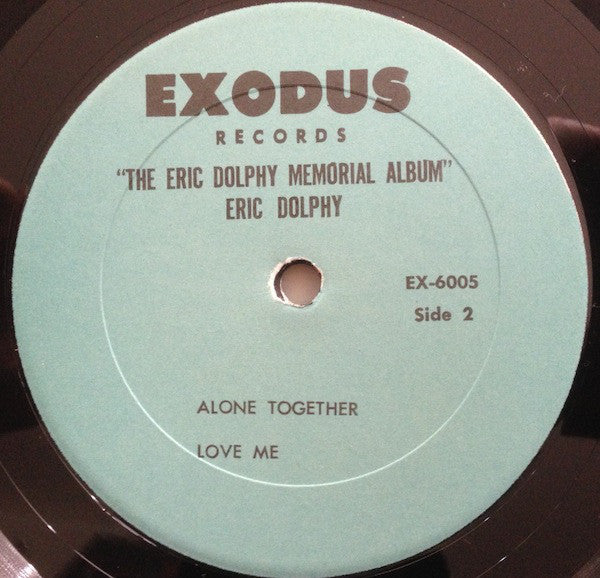 EXODUS
RECORDS
"THE ERIC DOLPHY MEMORIAL ALBUM"
ERIC DOLPHY
EX-6005
Side 2
ALONE TOGETHER
LOVE ME